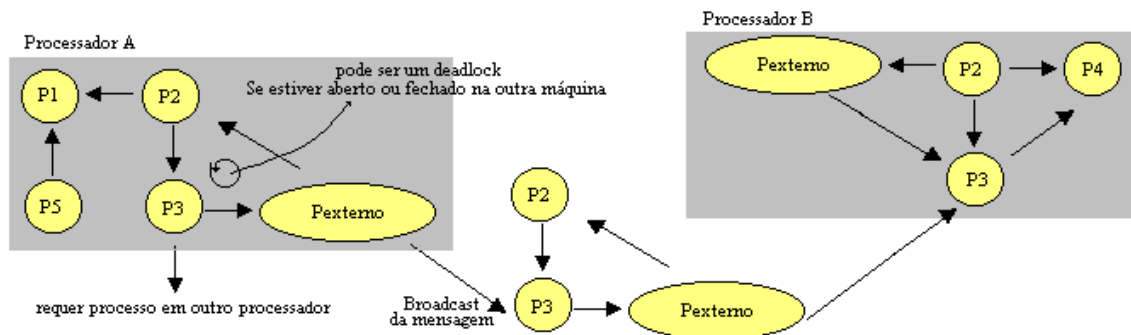 Processador A
pode ser um deadlock
Se estiver aberto ou fechado na outra máquina
P1
P2
P5
P3
Pexterno
requer processo em outro processador
Broadcast
da mensagem
P2
P3
Pexterno
Processador B
Pexterno
P2
P4
P3